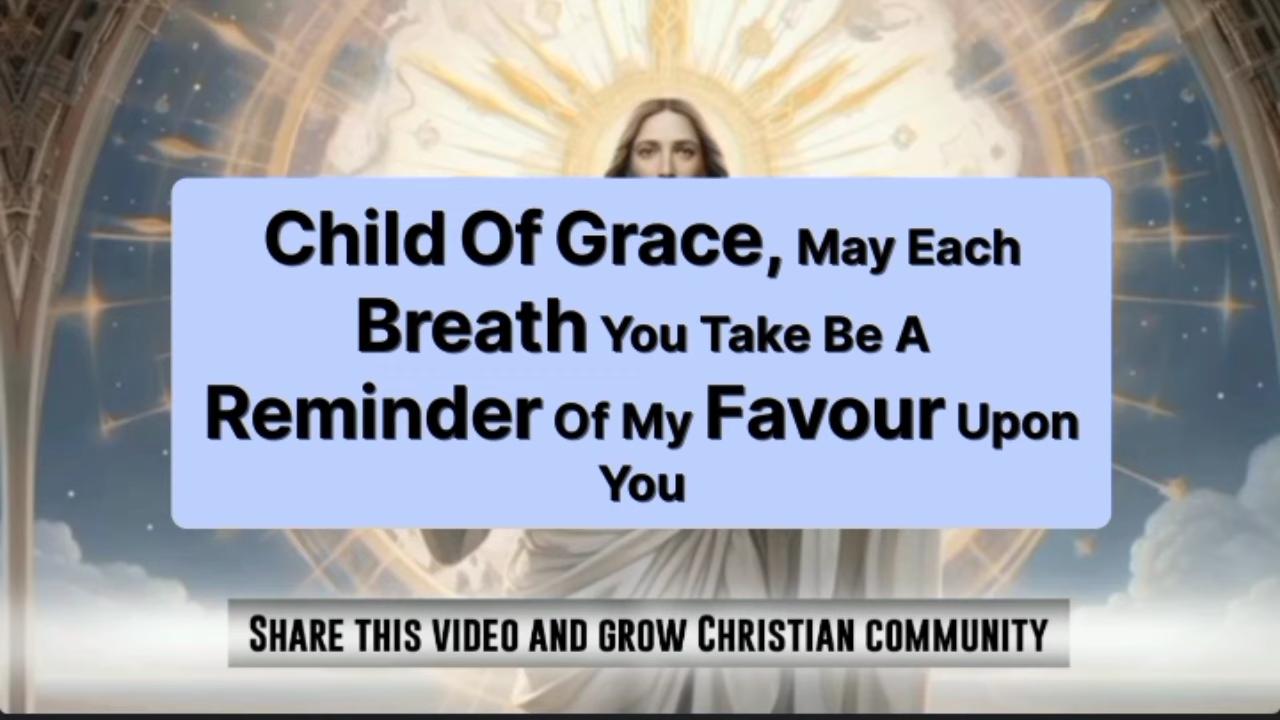 Child Of Grace, May Each
Breath You Take Be A
Reminder Of My Favour Upon
You
Share this video and grow Christian community